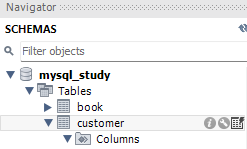 Navigator
SCHEMAS
Filter objects
mysql_study
Tables
book
customer
Columns